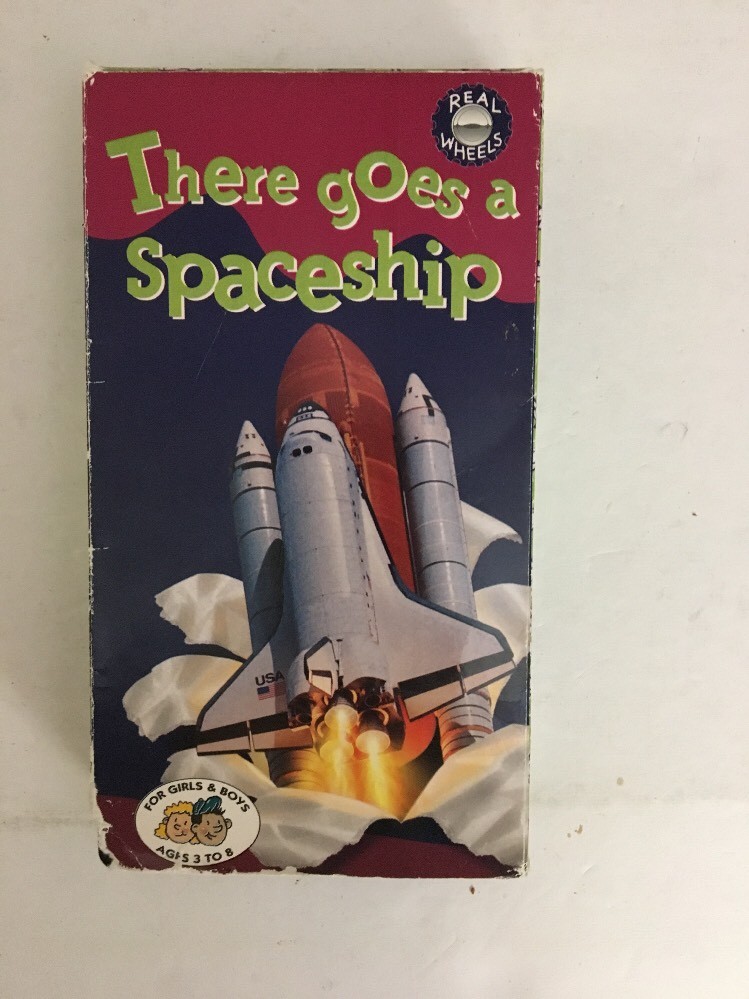 REAL
WHEELS
There goes a
Spaceship
USA
FOR GIRLS & BOYS
AGES 3 TO 8